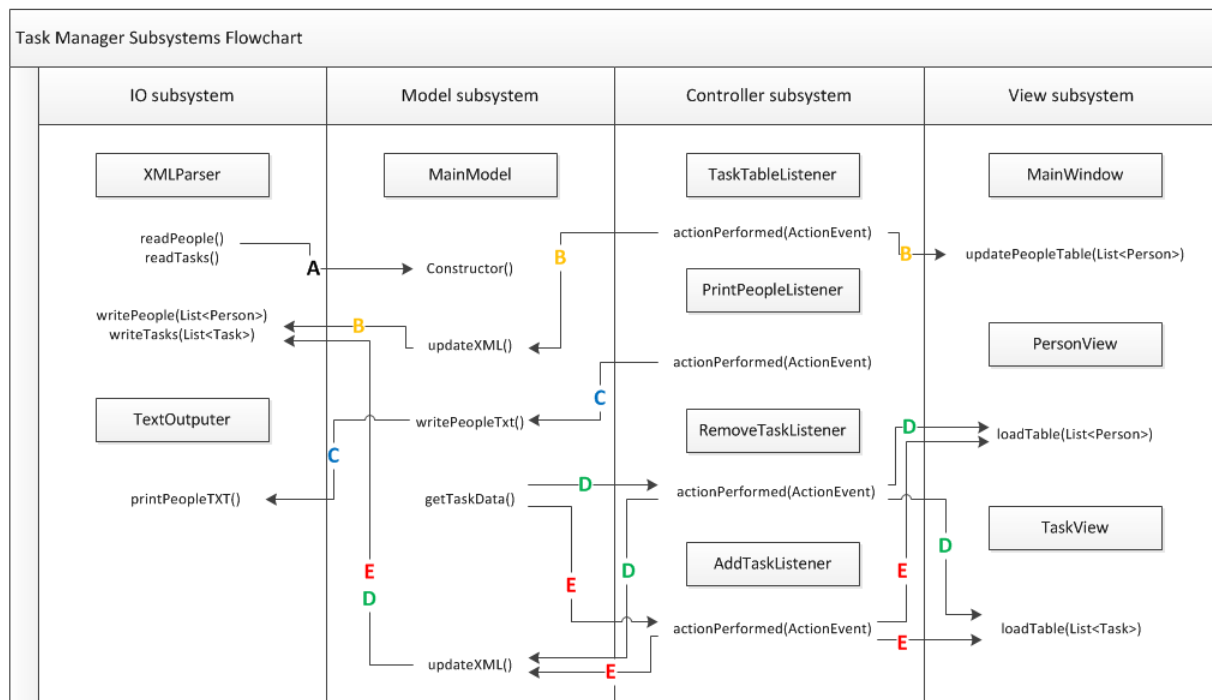 Task Manager Subsystems Flowchart
IO subsystem
Model subsystem
Controller subsystem
View subsystem
XMLParser
MainModel
TaskTableListener
MainWindow
readPeople()
readTasks()
A
Constructor()
B
actionPerformed(ActionEvent)
B
updatePeopleTable(List<Person>)
PrintPeopleListener
writePeople(List<Person>)
writeTasks(List<Task>)
B
updateXML()
actionPerformed(ActionEvent)
PersonView
C
TextOutputer
writePeopleTxt()
RemoveTaskListener
D
loadTable(List<Person>)
C
printPeopleTXT()
getTaskData()
D
actionPerformed(ActionEvent)
TaskView
D
E
D
E
D
AddTaskListener
E
actionPerformed(ActionEvent)
E
loadTable(List<Task>)
updateXML()
E